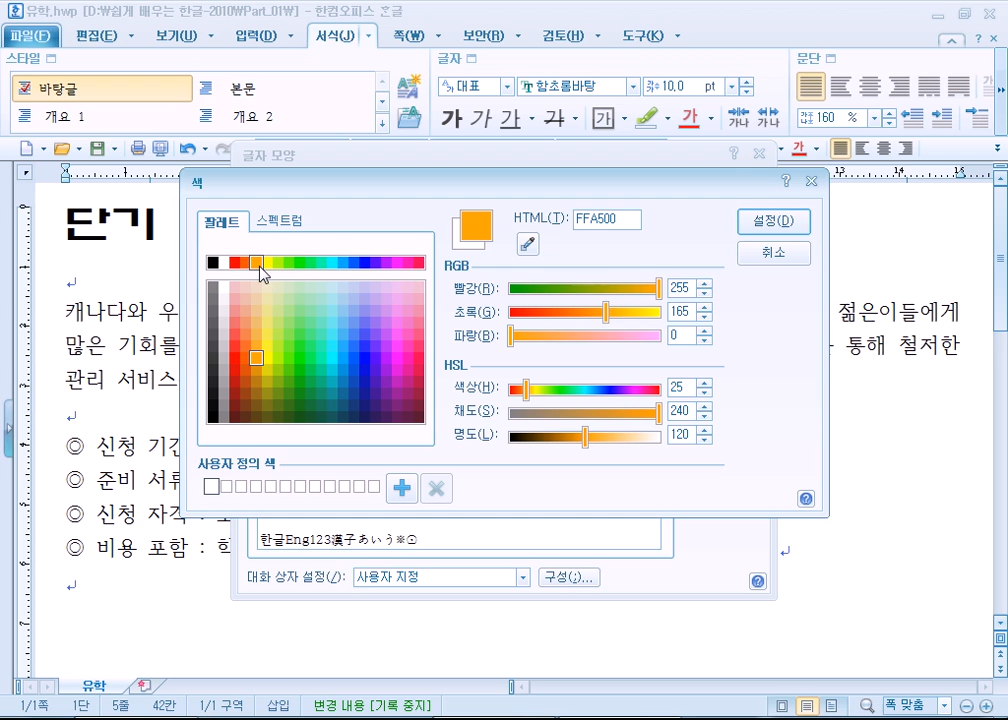 유학.hwp [D:₩쉽게 배우는 한글-2010₩Part_01₩] - 한컴오피스 한글
파일(F) 편집(E) 보기(U) 입력(D) 서식(J) 쪽(W) 보안(R) 검토(H) 도구(K)
스타일 글자 문단
바탕글 본문 대표 함초롬바탕 10,0 pt
개요 1 개요 2 가 가 가 가 가 가 가나 가나 160 %
글자 모양 가
색
13 14 15
팔레트 스펙트럼 HTML(T): FFA500 설정(D)
취소
RGB
빨강(R): 255
초록(G): 165
파랑(B): 0
HSL
색상(H): 25
채도(S): 240
명도(L): 120
사용자 정의 색
단기
캐나다와 우 젊은이들에게
많은 기회를 통해 철저한
관리 서비스
◎ 신청 기간
◎ 준비 서류
◎ 신청 자격 :
◎ 비용 포함 :
한글Eng123漢字あいう※⊙
대화 상자 설정(/): 사용자 지정 구성(;)...
유학
1/1쪽 1단 5줄 42칸 1/1 구역 삽입 변경 내용 [기록 중지] 폭 맞춤